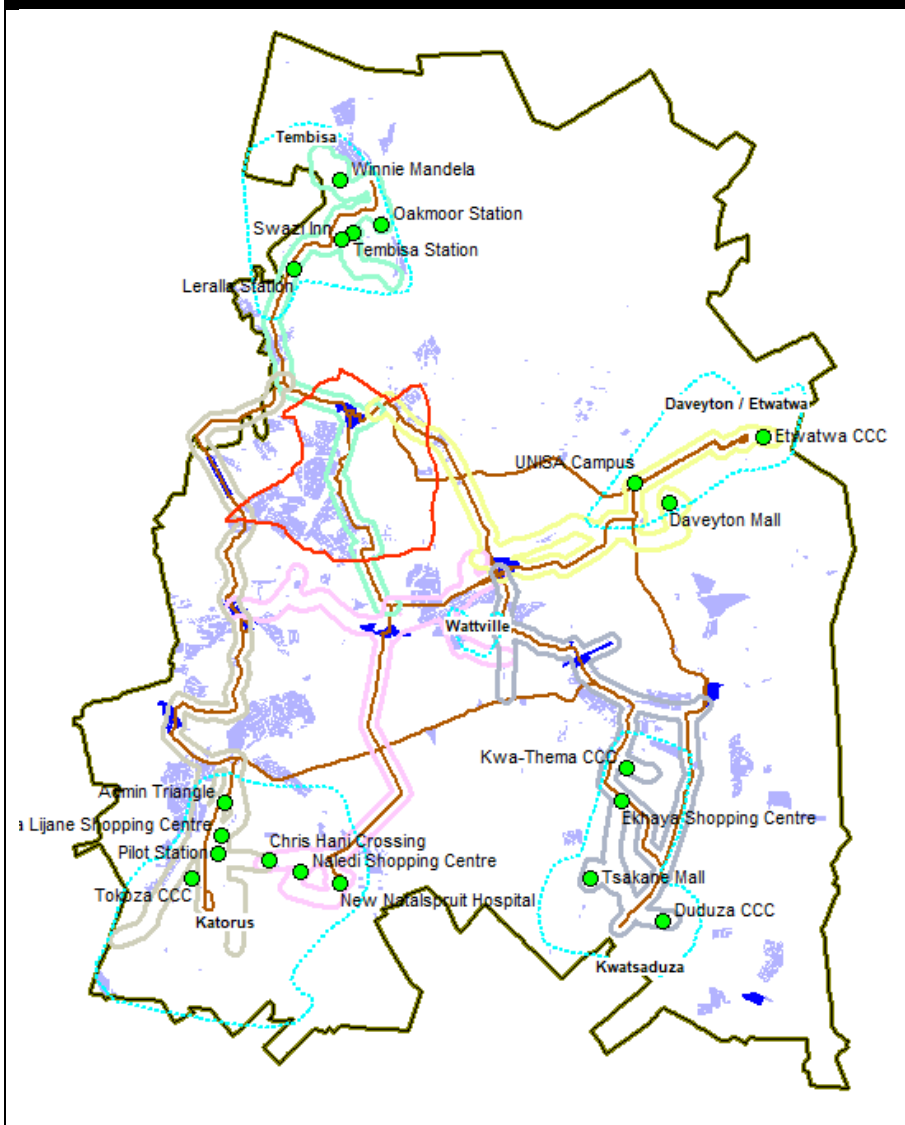 Tembisa
Winnie Mandela
Oakmoor Station
Swazi Inn
Tembisa Station
Leralla Station
Daveyton / Etwatwa
Etwatwa CCC
UNISA Campus
Daveyton Mall
Wattville
Kwa-Thema CCC
Admin Triangle
Ekhaya Shopping Centre
a Lijane Shopping Centre
Chris Hani Crossing
Pilot Station
Naledi Shopping Centre
Tsakane Mall
Tokoza CCC
New Natalspruit Hospital
Duduza CCC
Katorus
Kwatsaduza